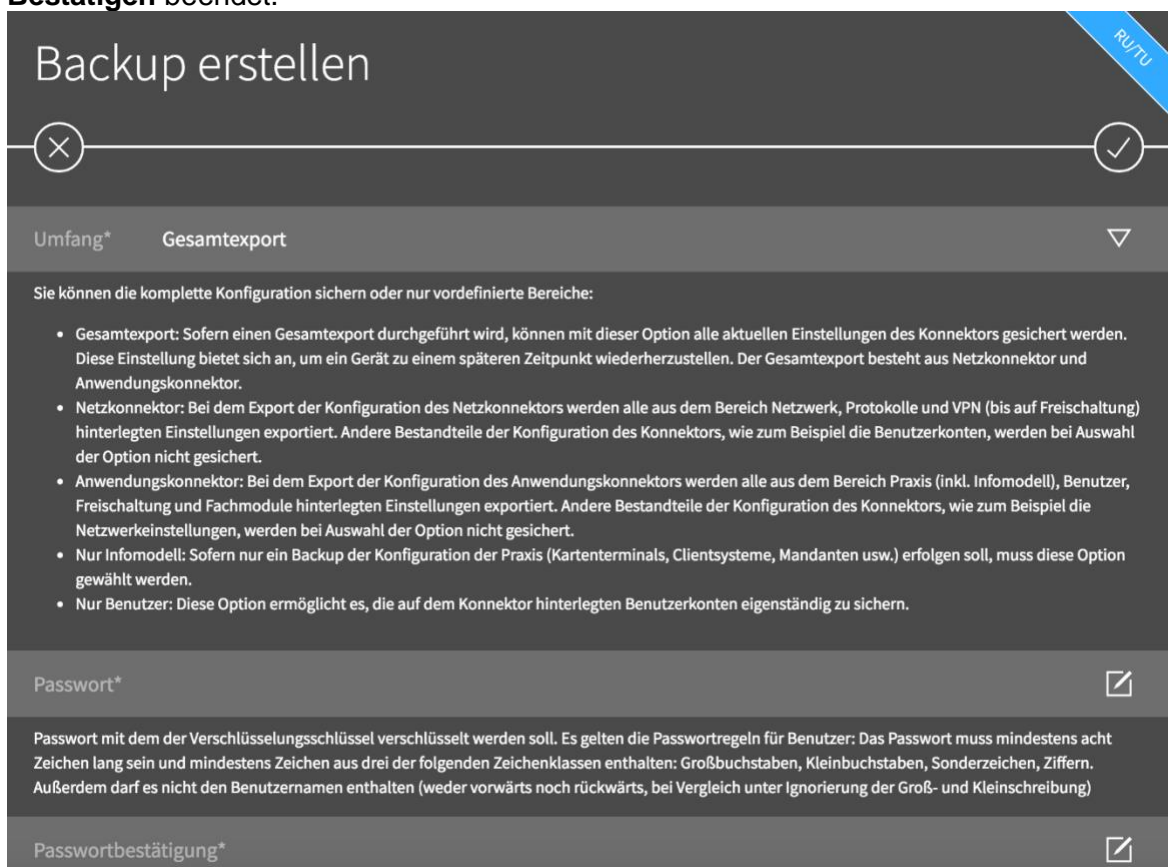 Bestätigen beendet.
Backup erstellen
RU/TU
Umfang* Gesamtexport
Sie können die komplette Konfiguration sichern oder nur vordefinierte Bereiche:
• Gesamtexport: Sofern einen Gesamtexport durchgeführt wird, können mit dieser Option alle aktuellen Einstellungen des Konnektors gesichert werden.
Diese Einstellung bietet sich an, um ein Gerät zu einem späteren Zeitpunkt wiederherzustellen. Der Gesamtexport besteht aus Netzkonnektor und
Anwendungskonnektor.
• Netzkonnektor: Bei dem Export der Konfiguration des Netzkonnektors werden alle aus dem Bereich Netzwerk, Protokolle und VPN (bis auf Freischaltung)
hinterlegten Einstellungen exportiert. Andere Bestandteile der Konfiguration des Konnektors, wie zum Beispiel die Benutzerkonten, werden bei Auswahl
der Option nicht gesichert.
• Anwendungskonnektor: Bei dem Export der Konfiguration des Anwendungskonnektors werden alle aus dem Bereich Praxis (inkl. Infomodell), Benutzer,
Freischaltung und Fachmodule hinterlegten Einstellungen exportiert. Andere Bestandteile der Konfiguration des Konnektors, wie zum Beispiel die
Netzwerkeinstellungen, werden bei Auswahl der Option nicht gesichert.
• Nur Infomodell: Sofern nur ein Backup der Konfiguration der Praxis (Kartenterminals, Clientsysteme, Mandanten usw.) erfolgen soll, muss diese Option
gewählt werden.
• Nur Benutzer: Diese Option ermöglicht es, die auf dem Konnektor hinterlegten Benutzerkonten eigenständig zu sichern.
Passwort*
Passwort mit dem der Verschlüsselungsschlüssel verschlüsselt werden soll. Es gelten die Passwortregeln für Benutzer: Das Passwort muss mindestens acht
Zeichen lang sein und mindestens Zeichen aus drei der folgenden Zeichenklassen enthalten: Großbuchstaben, Kleinbuchstaben, Sonderzeichen, Ziffern.
Außerdem darf es nicht den Benutzernamen enthalten (weder vorwärts noch rückwärts, bei Vergleich unter Ignorierung der Groß- und Kleinschreibung)
Passwortbestätigung*